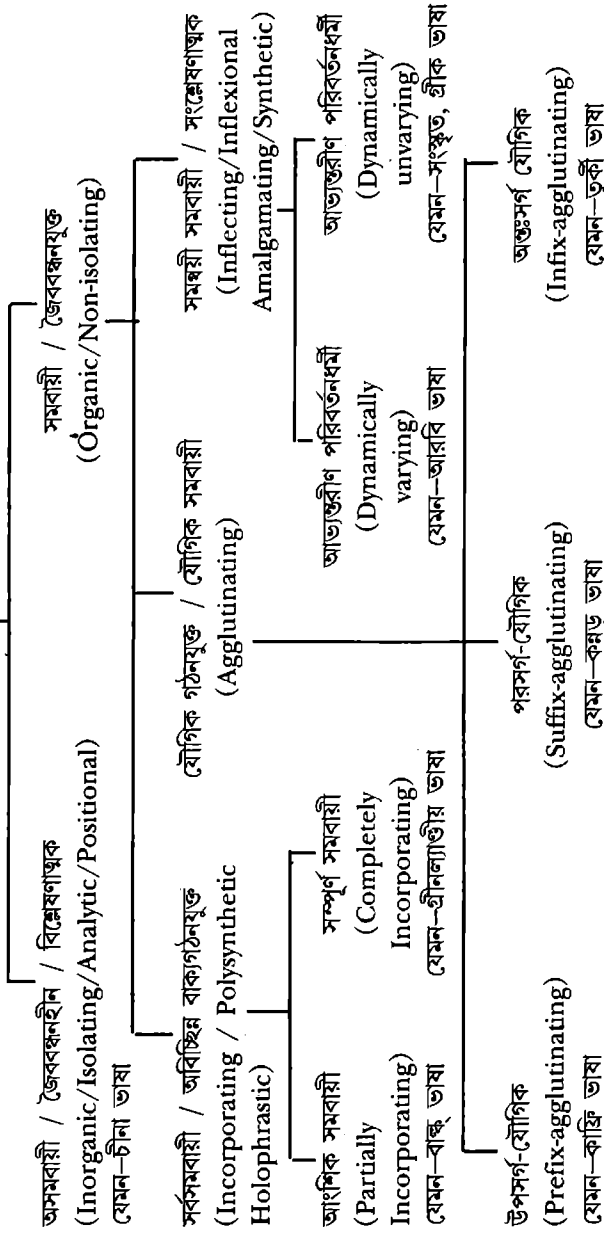 অসমবায়ী / জৈববন্ধনহীন / বিশ্লেষণাত্মক
(Inorganic/Isolating/Analytic/Positional)
যেমন—চীনা ভাষা
সমবায়ী / জৈববন্ধনযুক্ত
(Organic/Non-isolating)
সর্বসমবায়ী / অবিচ্ছিন্ন বাক্যগঠনযুক্ত
(Incorporating / Polysynthetic
Holophrastic)
যৌগিক গঠনযুক্ত / যৌগিক সমবায়ী
(Agglutinating)
সমন্বয়ী সমবায়ী / সংশ্লেষণাত্মক
(Inflecting/Inflexional
Amalgamating/Synthetic)
আংশিক সমবায়ী
(Partially
Incorporating)
যেমন—বাস্ক্ ভাষা
সম্পূর্ণ সমবায়ী
(Completely
Incorporating)
যেমন—গ্রীনল্যাণ্ডীয় ভাষা
আভ্যন্তরীণ পরিবর্তনধর্মী
(Dynamically
varying)
যেমন—আরবি ভাষা
আভ্যন্তরীণ পরিবর্তনধর্মী
(Dynamically
unvarying)
যেমন—সংস্কৃত, গ্রীক ভাষা
উপসর্গ-যৌগিক
(Prefix-agglutinating)
যেমন—কাফ্রি ভাষা
পরসর্গ-যৌগিক
(Suffix-agglutinating)
যেমন—কন্নড় ভাষা
অন্তঃসর্গ যৌগিক
(Infix-agglutinating)
যেমন—তুর্কী ভাষা